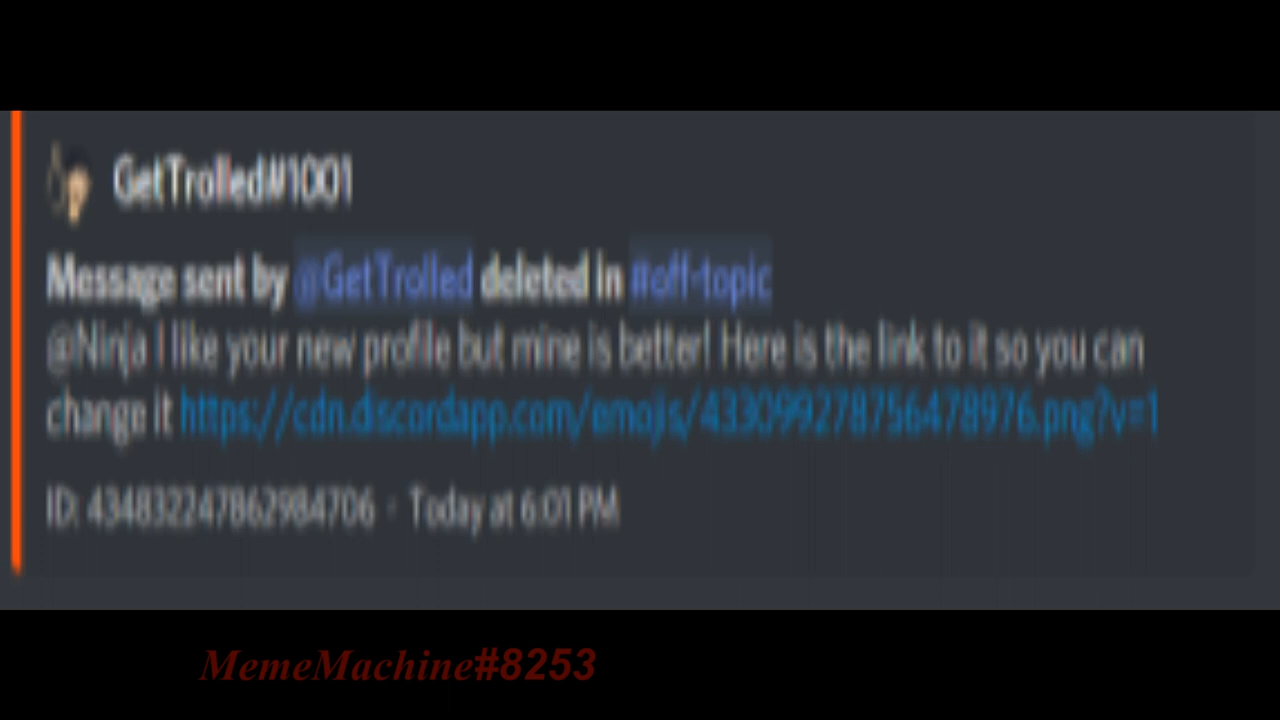 GetTrolled#1001
Message sent by @GetTrolled deleted in #off-topic
@Ninja I like your new profile but mine is better! Here is the link to it so you can
change it https://cdn.discordapp.com/emojis/433099278756478976.png?v=1
ID: 434832247862984706 · Today at 6:01 PM
MemeMachine#8253